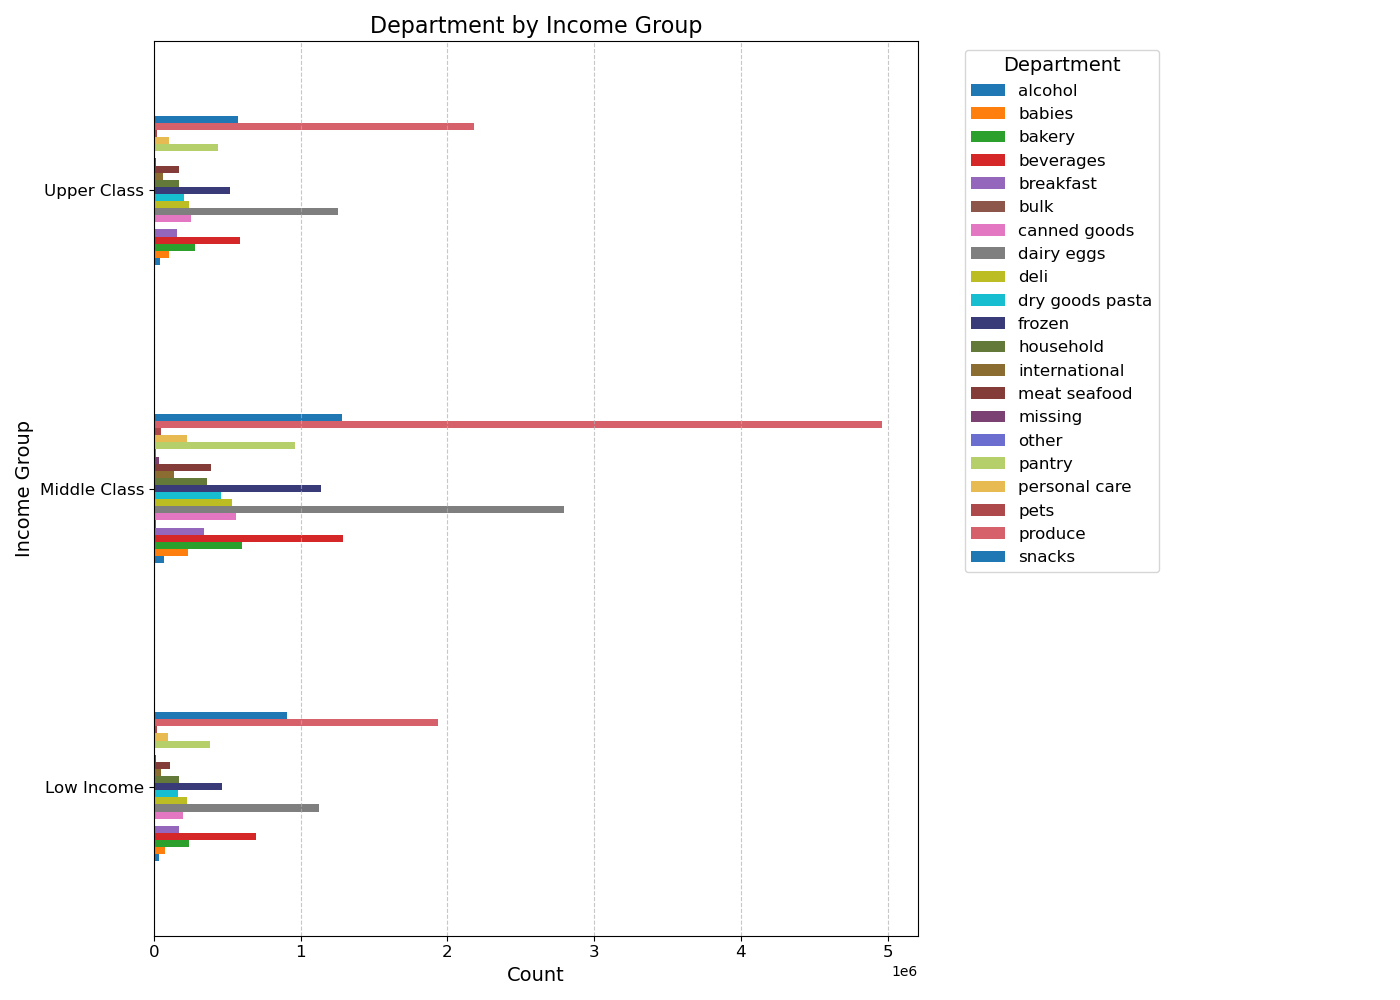 Department by Income Group
Upper Class
Middle Class
Low Income
Income Group
0 1 2 3 4 5
1e6
Count
Department
alcohol
babies
bakery
beverages
breakfast
bulk
canned goods
dairy eggs
deli
dry goods pasta
frozen
household
international
meat seafood
missing
other
pantry
personal care
pets
produce
snacks